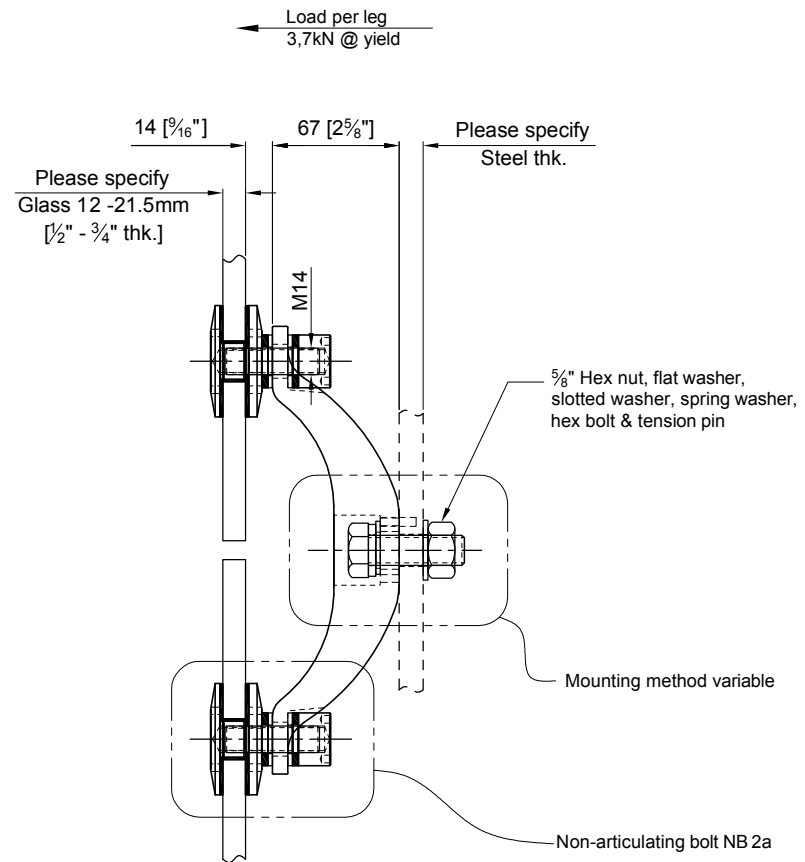 Load per leg
3,7kN @ yield
14 [9⁄16"]
67 [2 5⁄8"]
Please specify
Steel thk.
Please specify
Glass 12 -21.5mm
[1⁄2" - 3⁄4" thk.]
M14
5⁄8" Hex nut, flat washer,
slotted washer, spring washer,
hex bolt & tension pin
Mounting method variable
Non-articulating bolt NB 2a